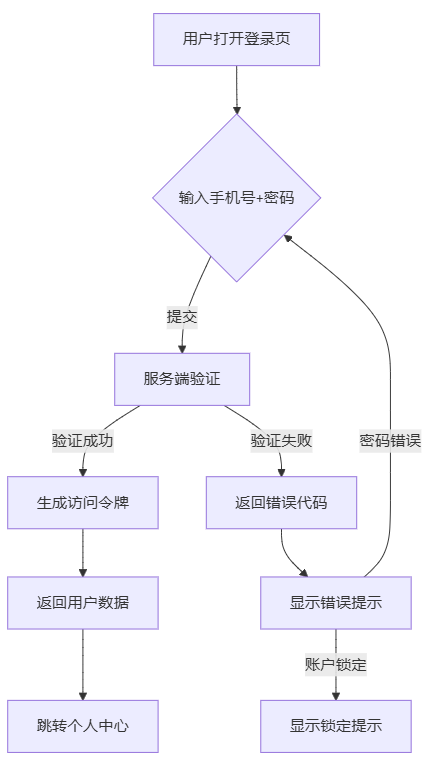 用户打开登录页
输入手机号+密码
提交
服务端验证
验证成功
验证失败
密码错误
生成访问令牌
返回错误代码
返回用户数据
显示错误提示
账户锁定
跳转个人中心
显示锁定提示